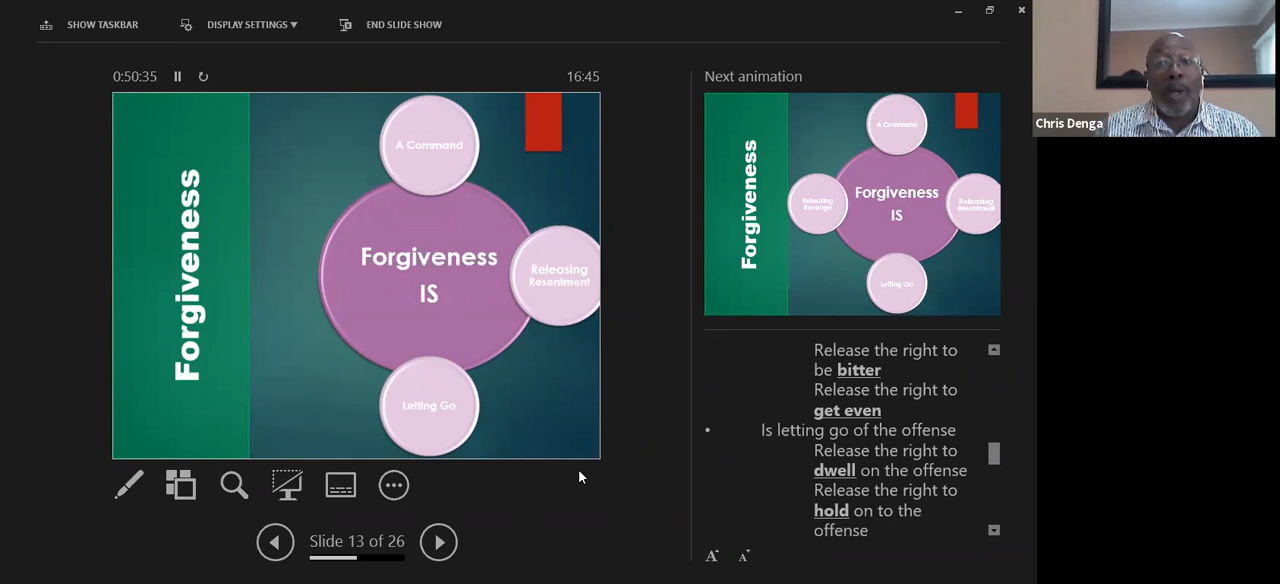 SHOW TASKBAR
DISPLAY SETTINGS ▼
END SLIDE SHOW
0:50:35
16:45
Forgiveness
A Command
Forgiveness
IS
Releasing
Resentment
Letting Go
Slide 13 of 26
Next animation
Forgiveness
A Command
Releasing
Revenge
Forgiveness
IS
Releasing
Resentment
Letting Go
Release the right to
be bitter
Release the right to
get even
• Is letting go of the offense
Release the right to
dwell on the offense
Release the right to
hold on to the
offense
A
A
Chris Denga